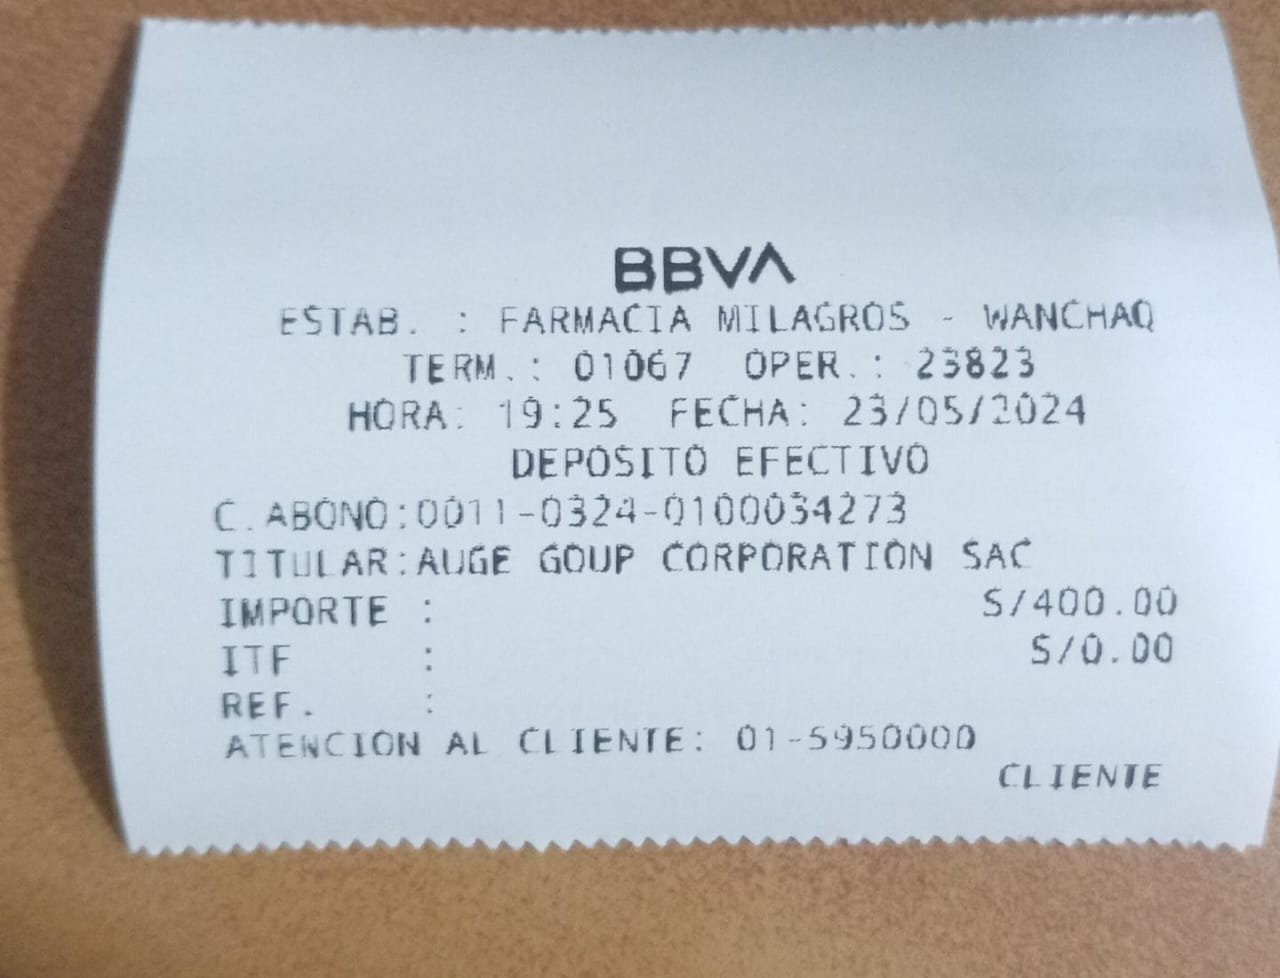 BBVA
ESTAB. : FARMACIA MILAGROS - WANCHAQ
TERM.: 01067 OPER.: 23823
HORA: 19:25 FECHA: 23/05/2024
DEPOSITO EFECTIVO
C.ABONO:0011-0324-0100034273
TITULAR:AUGE GOUP CORPORATION SAC
IMPORTE : S/400.00
ITF : S/0.00
REF. :
ATENCION AL CLIENTE: 01-5950000
CLIENTE